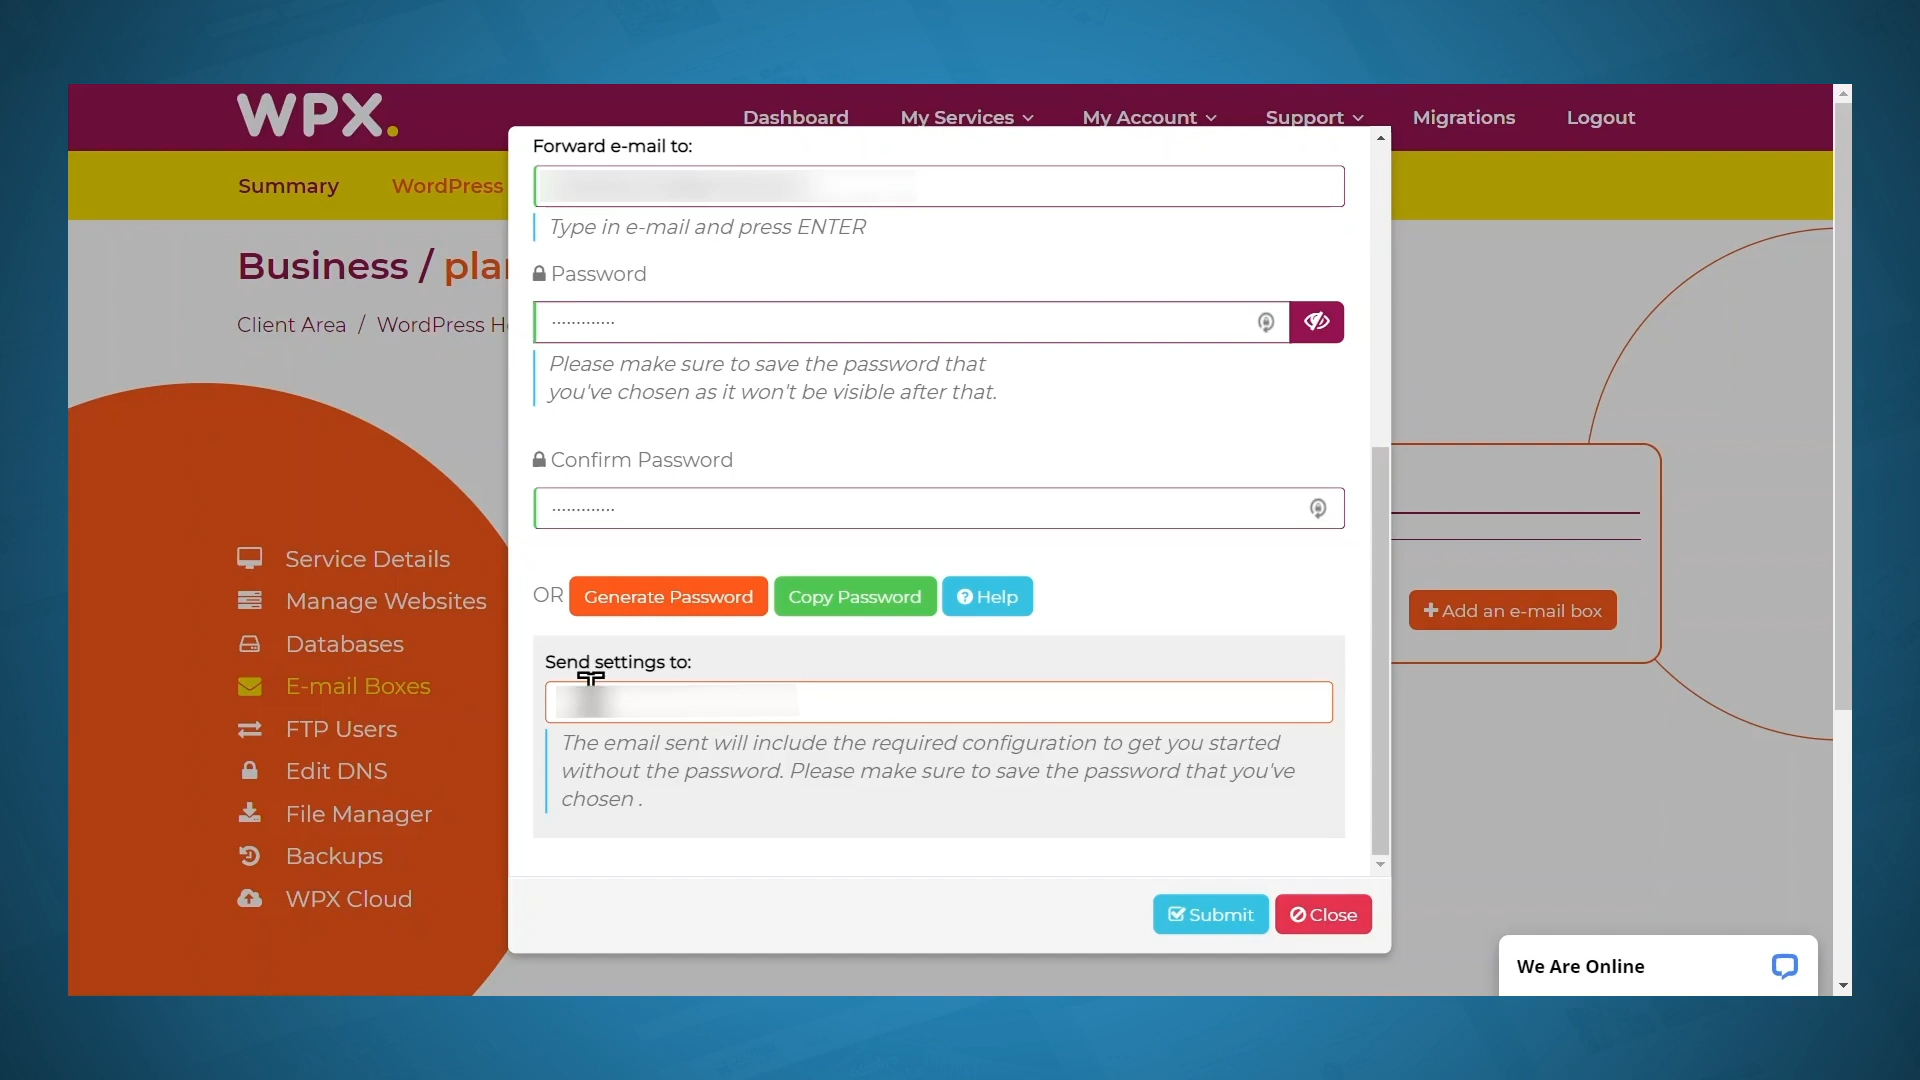 WPX.
Dashboard
My Services
My Account
Support
Migrations
Logout
Summary
WordPress
Business / plan
Client Area / WordPress H
Service Details
Manage Websites
Databases
E-mail Boxes
FTP Users
Edit DNS
File Manager
Backups
WPX Cloud
Forward e-mail to:
Type in e-mail and press ENTER
Password
Please make sure to save the password that
you've chosen as it won't be visible after that.
Confirm Password
OR
Generate Password
Copy Password
Help
Send settings to:
The email sent will include the required configuration to get you started
without the password. Please make sure to save the password that you've
chosen .
Submit
Close
Add an e-mail box
We Are Online